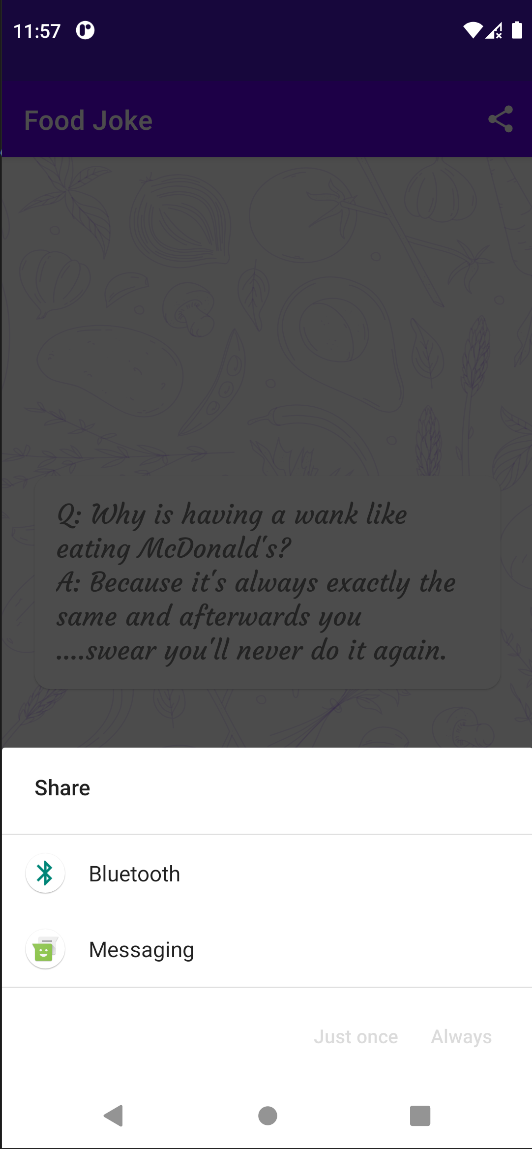 11:57
Food Joke
Q: Why is having a wank like
eating McDonald's?
A: Because it's always exactly the
same and afterwards you
....swear you'll never do it again.
Share
Bluetooth
Messaging
Just once Always